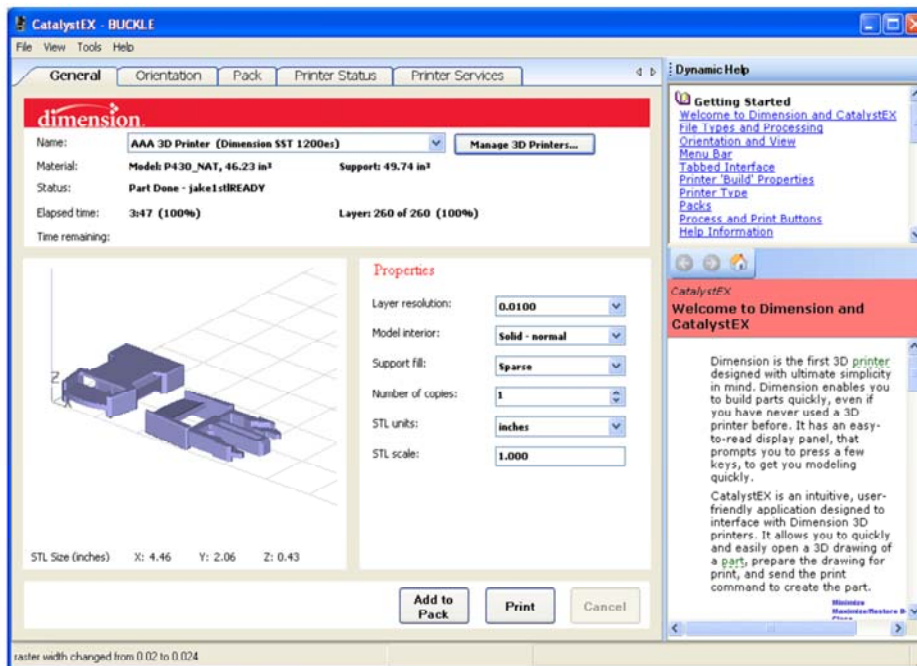 CatalystEX - BUCKLE
File View Tools Help
General Orientation Pack Printer Status Printer Services
dimension
Name: AAA 3D Printer (Dimension SST 1200es) Manage 3D Printers...
Material: Model: P430_NAT, 46.23 in³ Support: 49.74 in³
Status: Part Done - jake1stlREADY
Elapsed time: 3:47 (100%) Layer: 260 of 260 (100%)
Time remaining:
Z
Properties
Layer resolution: 0.0100
Model interior: Solid - normal
Support fill: Sparse
Number of copies: 1
STL units: inches
STL scale: 1.000
STL Size (inches) X: 4.46 Y: 2.06 Z: 0.43
Add to
Pack
Print
Cancel
raster width changed from 0.02 to 0.024
Dynamic Help
Getting Started
Welcome to Dimension and CatalystEX
File Types and Processing
Orientation and View
Menu Bar
Tabbed Interface
Printer 'Build' Properties
Printer Type
Packs
Process and Print Buttons
Help Information
CatalystEX
Welcome to Dimension and
CatalystEX
Dimension is the first 3D printer
designed with ultimate simplicity
in mind. Dimension enables you
to build parts quickly, even if
you have never used a 3D
printer before. It has an easy-
to-read display panel, that
prompts you to press a few
keys, to get you modeling
quickly.
CatalystEX is an intuitive, user-
friendly application designed to
interface with Dimension 3D
printers. It allows you to quickly
and easily open a 3D drawing of
a part, prepare the drawing for
print, and send the print
command to create the part.
Minimize
Maximize/Restore